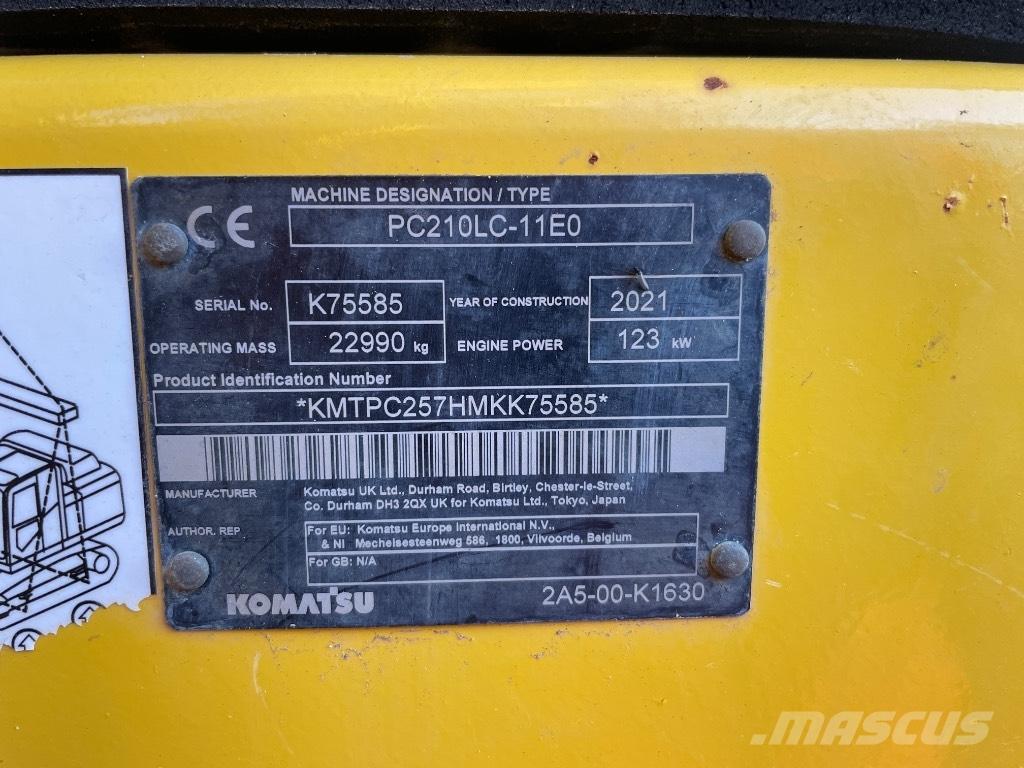 MACHINE DESIGNATION / TYPE
CE
PC210LC-11E0
SERIAL No. K75585 YEAR OF CONSTRUCTION 2021
OPERATING MASS 22990 kg ENGINE POWER 123 kW
Product Identification Number
*KMTPC257HMKK75585*
MANUFACTURER Komatsu UK Ltd., Durham Road, Birtley, Chester-le-Street,
Co. Durham DH3 2QX UK for Komatsu Ltd., Tokyo, Japan
AUTHOR. REP For EU: Komatsu Europe International N.V.,
& NI Mechelsesteenweg 586, 1800, Vilvoorde, Belgium
For GB: N/A
KOMATSU 2A5-00-K1630
.MASCUS